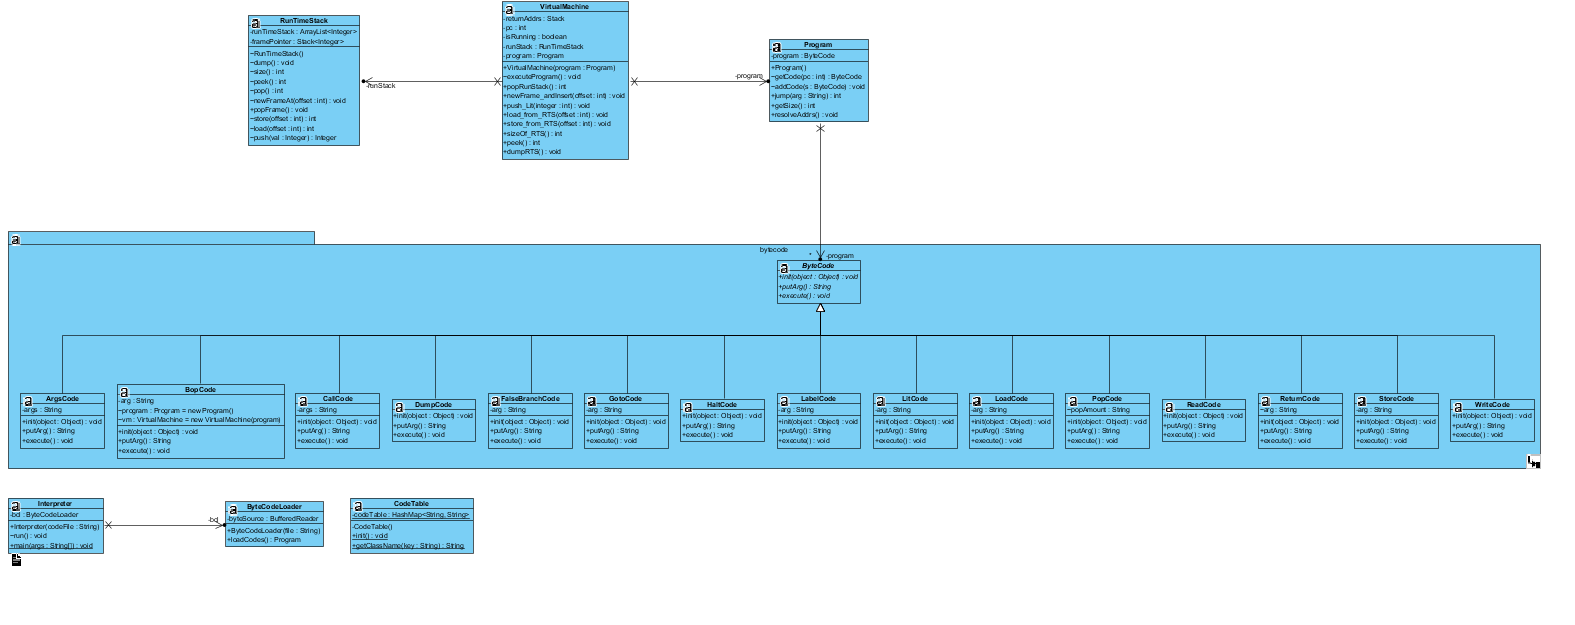 RunTimeStack
-runTimeStack : ArrayList<Integer>
-framePointer : Stack<Integer>
~RunTimeStack()
~dump() : void
~size() : int
~peek() : int
~pop() : int
~newFrameAt(offset : int) : void
+popFrame() : void
~store(offset : int) : int
~load(offset : int) : int
~push(val : Integer) : Integer
VirtualMachine
-returnAddrs : Stack
-pc : int
-isRunning : boolean
-runStack : RunTimeStack
-program : Program
+VirtualMachine(program : Program)
~executeProgram() : void
+popRunStack() : int
+newFrame_andInsert(offset : int) : void
+push_Lit(integer : int) : void
+load_from_RTS(offset : int) : void
+store_from_RTS(offset : int) : void
+sizeOf_RTS() : int
+peek() : int
+dumpRTS() : void
Program
-program : ByteCode
+Program()
~getCode(pc : int) : ByteCode
~addCode(s : ByteCode) : void
+jump(arg : String) : int
+getSize() : int
+resolveAddrs() : void
-runStack
-program
bytecode
*
-program
ByteCode
+init(object : Object) : void
+putArg() : String
+execute() : void
ArgsCode
-args : String
+init(object : Object) : void
+putArg() : String
+execute() : void
BopCode
-arg : String
~program : Program = new Program()
~vm : VirtualMachine = new VirtualMachine(program)
+init(object : Object) : void
+putArg() : String
+execute() : void
CallCode
-args : String
+init(object : Object) : void
+putArg() : String
+execute() : void
DumpCode
+init(object : Object) : void
+putArg() : String
+execute() : void
FalseBranchCode
-arg : String
+init(object : Object) : void
+putArg() : String
+execute() : void
GotoCode
-arg : String
+init(object : Object) : void
+putArg() : String
+execute() : void
HaltCode
+init(object : Object) : void
+putArg() : String
+execute() : void
LabelCode
-arg : String
+init(object : Object) : void
+putArg() : String
+execute() : void
LitCode
-arg : String
+init(object : Object) : void
+putArg() : String
+execute() : void
LoadCode
-arg : String
+init(object : Object) : void
+putArg() : String
+execute() : void
PopCode
~popAmount : String
+init(object : Object) : void
+putArg() : String
+execute() : void
ReadCode
+init(object : Object) : void
+putArg() : String
+execute() : void
ReturnCode
~arg : String
+init(object : Object) : void
+putArg() : String
+execute() : void
StoreCode
-arg : String
+init(object : Object) : void
+putArg() : String
+execute() : void
WriteCode
+init(object : Object) : void
+putArg() : String
+execute() : void
Interpreter
~bd : ByteCodeLoader
+Interpreter(codeFile : String)
~run() : void
+main(args : String[]) : void
-bd
ByteCodeLoader
-byteSource : BufferedReader
+ByteCodeLoader(file : String)
+loadCodes() : Program
CodeTable
-codeTable : HashMap<String, String>
-CodeTable()
+init() : void
+getClassName(key : String) : String